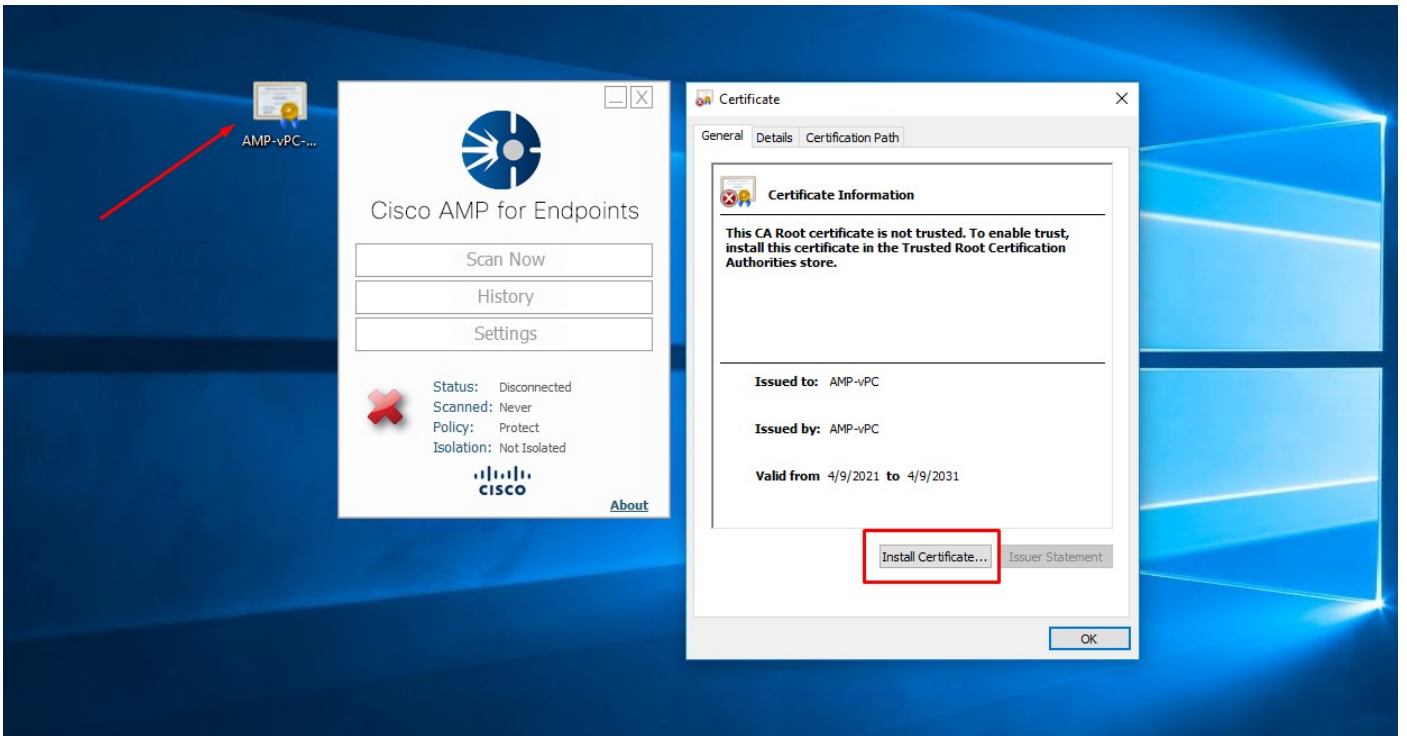 AMP-vPC-...
Cisco AMP for Endpoints
Scan Now
History
Settings
Status: Disconnected
Scanned: Never
Policy: Protect
Isolation: Not Isolated
CISCO
About
Certificate
General Details Certification Path
Certificate Information
This CA Root certificate is not trusted. To enable trust,
install this certificate in the Trusted Root Certification
Authorities store.
Issued to: AMP-vPC
Issued by: AMP-vPC
Valid from 4/9/2021 to 4/9/2031
Install Certificate... Issuer Statement
OK